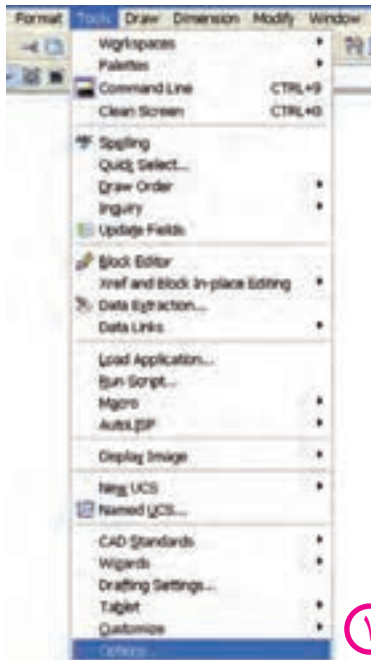 Format Tools Draw Dimension Modify Window
Workspaces
Palettes
Command Line CTRL+9
Clean Screen CTRL+0
Spelling
Quick Select...
Draw Order
Inquiry
Update Fields
Block Editor
Xref and Block In-place Editing
Data Extraction...
Data Links
Load Application...
Run Script...
Macro
AutoLISP
Display Image
New UCS
Named UCS...
CAD Standards
Wizards
Drafting Settings...
Tablet
Customize
Options...
۱